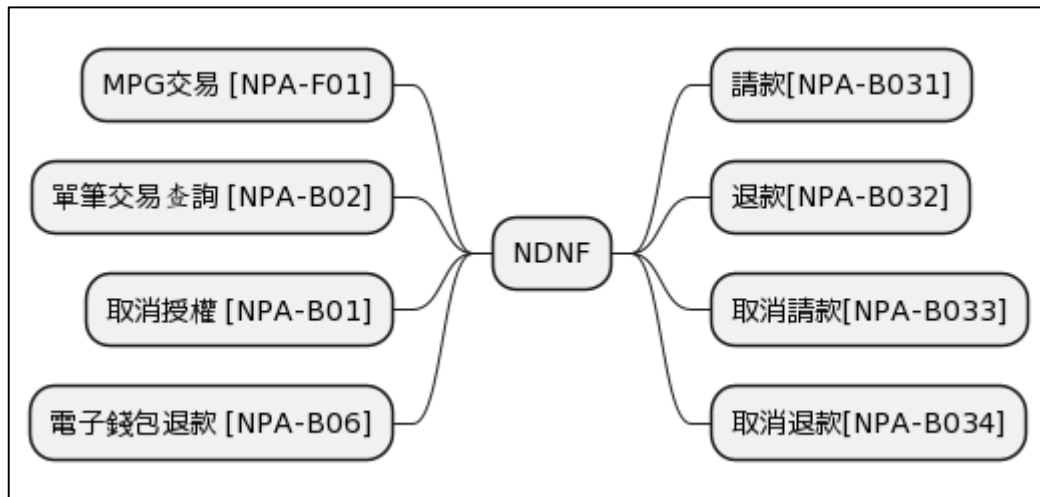 MPG交易 [NPA-F01]
單筆交易查詢 [NPA-B02]
取消授權 [NPA-B01]
電子錢包退款 [NPA-B06]
NDNF
請款[NPA-B031]
退款[NPA-B032]
取消請款[NPA-B033]
取消退款[NPA-B034]